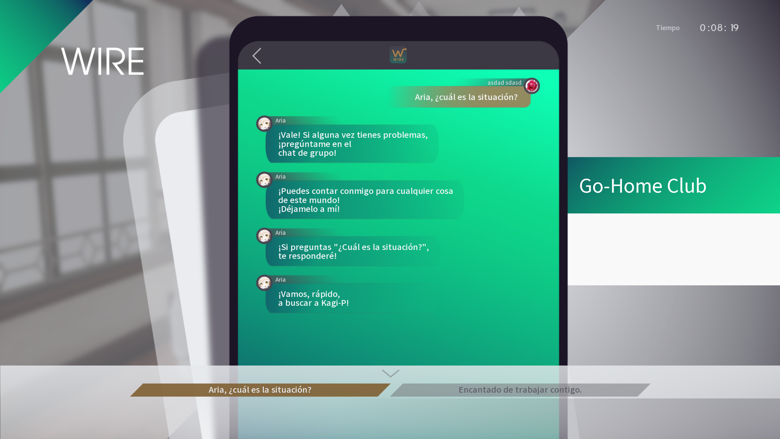 Tiempo 0:08:19
WIRE
W
WIRE
asdad sdasd
Aria, ¿cuál es la situación?
Aria
¡Vale! Si alguna vez tienes problemas,
¡pregúntame en el
chat de grupo!
Aria
¡Puedes contar conmigo para cualquier cosa
de este mundo!
¡Déjamelo a mí!
Aria
¡Si preguntas "¿Cuál es la situación?",
te responderé!
Aria
¡Vamos, rápido,
a buscar a Kagi-P!
Go-Home Club
Aria, ¿cuál es la situación?
Encantado de trabajar contigo.